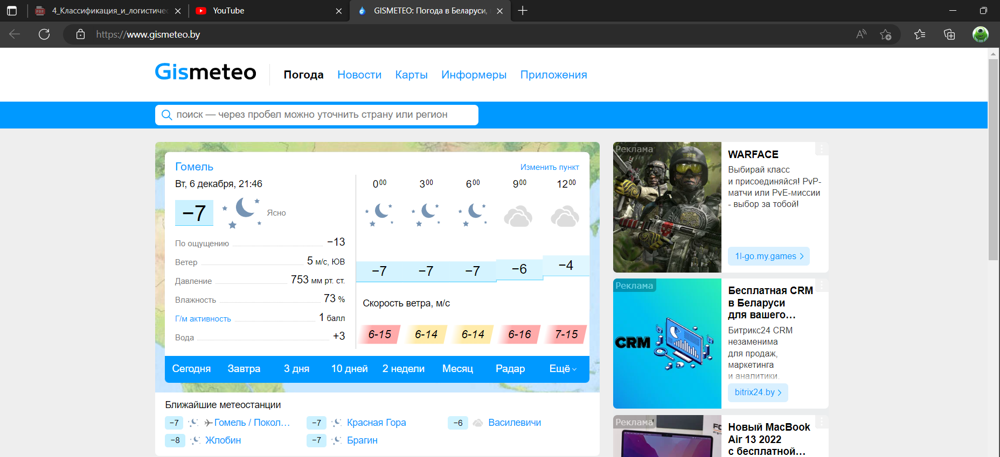 4_Классификация_и_логистичес
YouTube
GISMETEO: Погода в Беларуси,
https://www.gismeteo.by
Gismeteo
Погода
Новости
Карты
Информеры
Приложения
поиск — через пробел можно уточнить страну или регион
Гомель
Изменить пункт
Вт, 6 декабря, 21:46
−7
Ясно
По ощущению −13
Ветер 5 м/с, ЮВ
Давление 753 мм рт. ст.
Влажность 73 %
Г/м активность 1 балл
Вода +3
0⁰⁰ 3⁰⁰ 6⁰⁰ 9⁰⁰ 12⁰⁰
−7 −7 −7 −6 −4
Скорость ветра, м/с
6-15 6-14 6-14 6-16 7-15
Сегодня Завтра 3 дня 10 дней 2 недели Месяц Радар Ещё
Ближайшие метеостанции
−7 Гомель / Покол…
−7 Красная Гора
−6 Василевичи
−8 Жлобин
−7 Брагин
Реклама
WARFACE
Выбирай класс
и присоединяйся! PvP-
матчи или PvE-миссии
- выбор за тобой!
1l-go.my.games
Реклама
CRM
Бесплатная CRM
в Беларуси
для вашего…
Битрикс24 CRM
незаменима
для продаж,
маркетинга
и аналитики.
bitrix24.by
Реклама
Новый MacBook
Air 13 2022
с бесплатной…